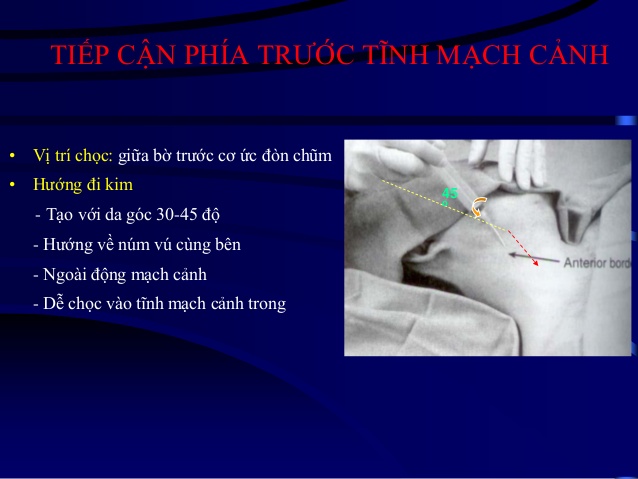 TIẾP CẬN PHÍA TRƯỚC TĨNH MẠCH CẢNH
• Vị trí chọc: giữa bờ trước cơ ức đòn chũm
• Hướng đi kim
- Tạo với da góc 30-45 độ
- Hướng về núm vú cùng bên
- Ngoài động mạch cảnh
- Dễ chọc vào tĩnh mạch cảnh trong
45
Anterior borde